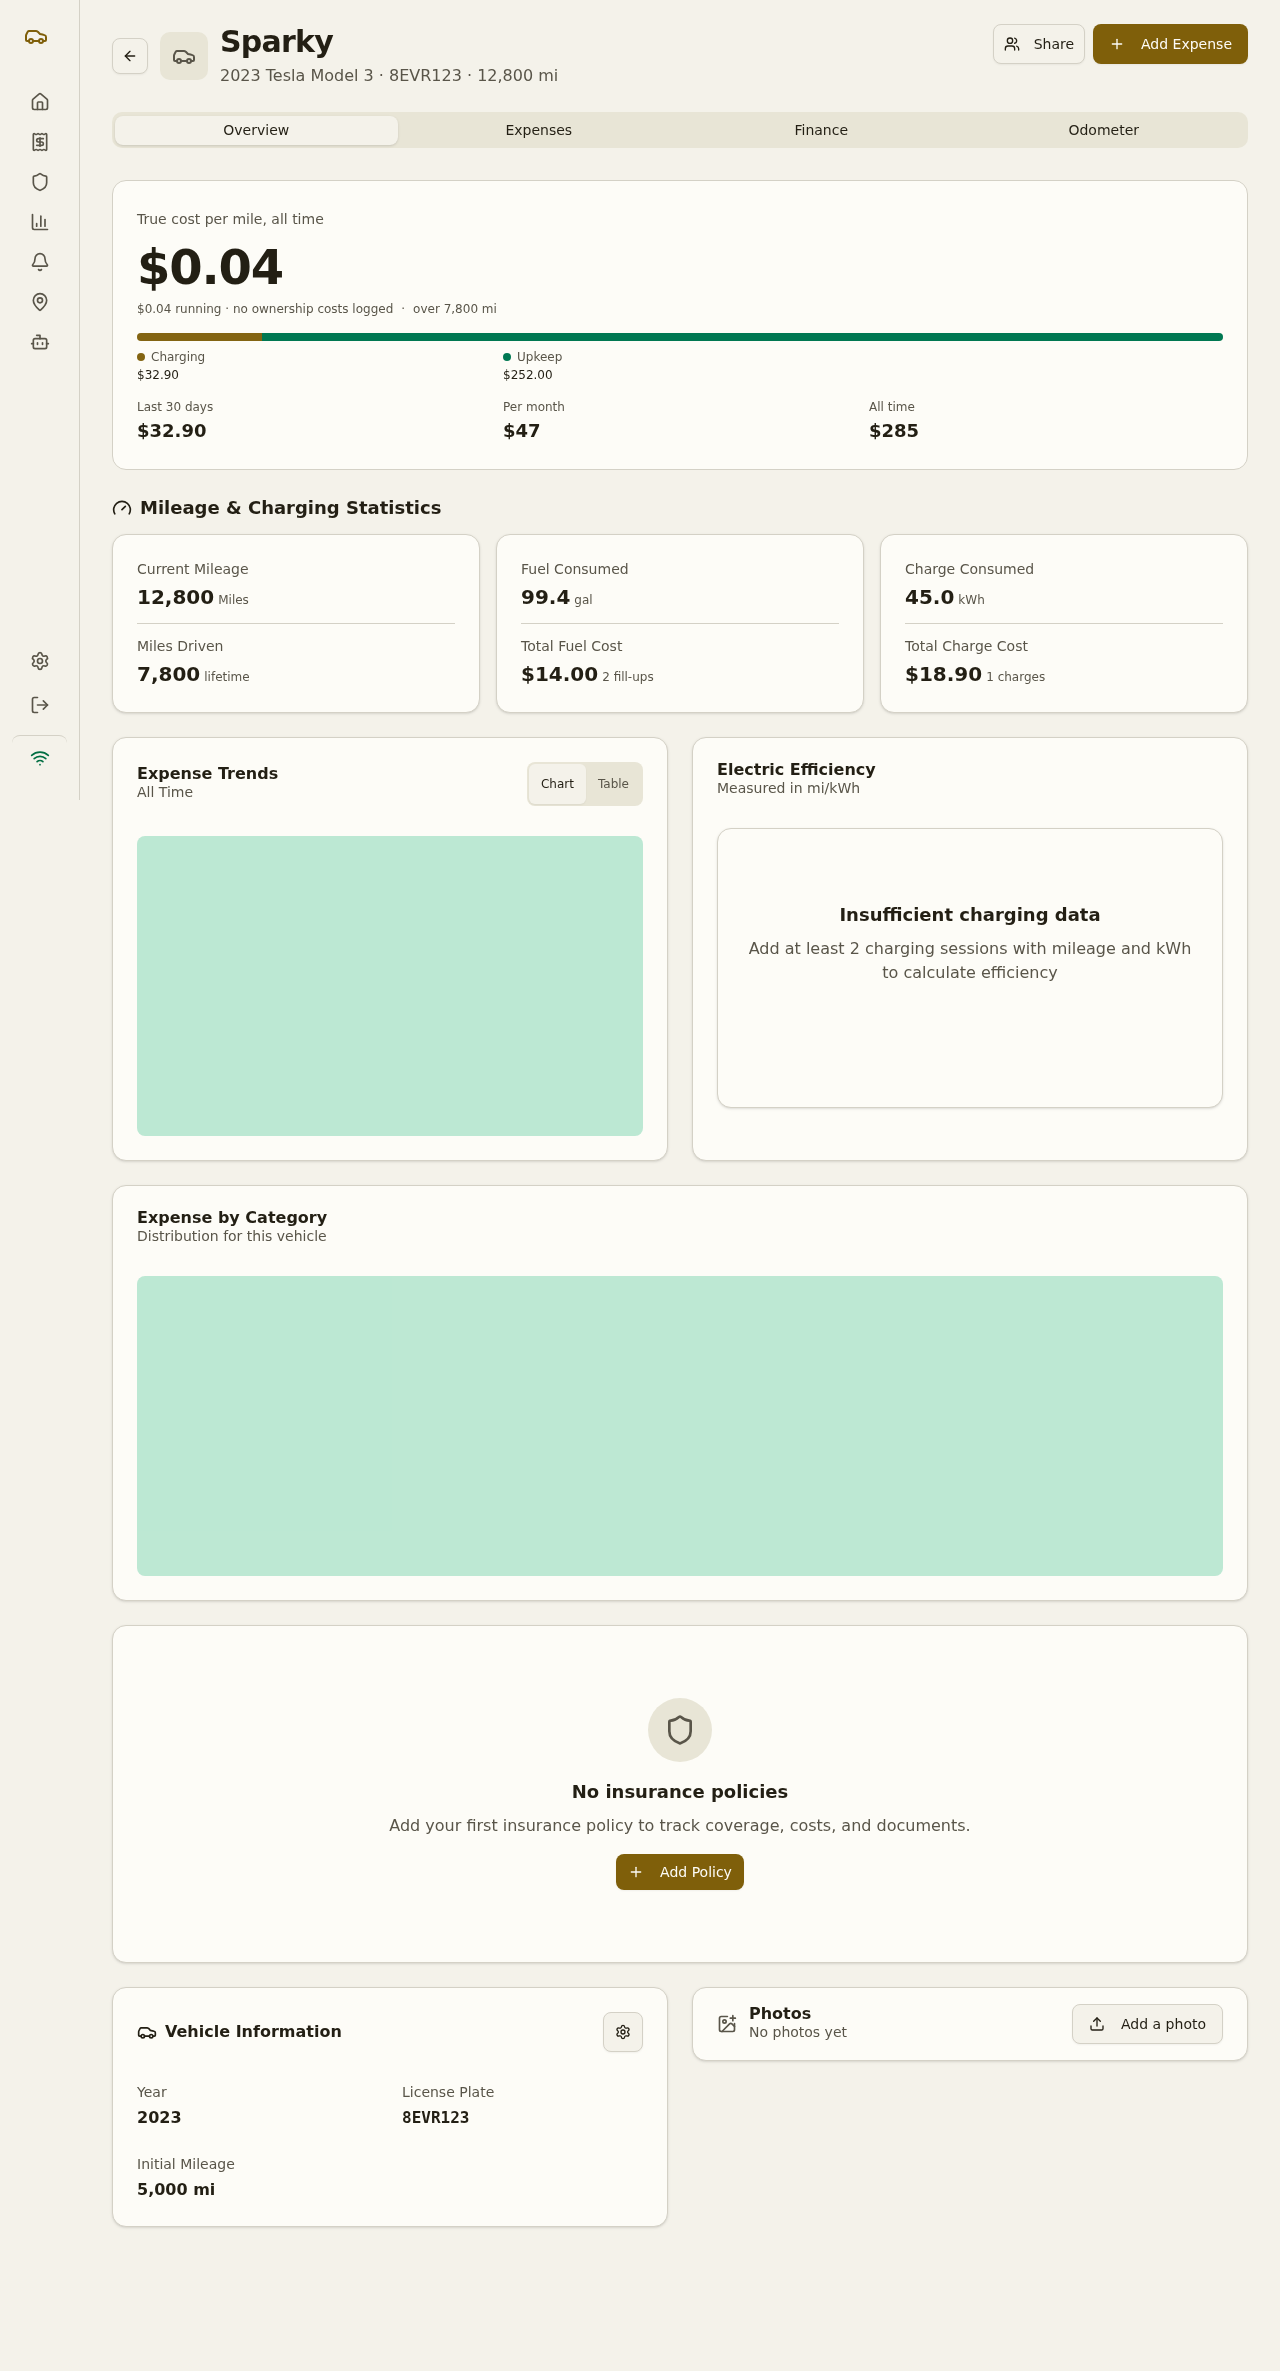 Sparky
2023 Tesla Model 3 · 8EVR123 · 12,800 mi
Share
Add Expense
Overview
Expenses
Finance
Odometer
True cost per mile, all time
$0.04
$0.04 running · no ownership costs logged · over 7,800 mi
Charging
$32.90
Upkeep
$252.00
Last 30 days
$32.90
Per month
$47
All time
$285
Mileage & Charging Statistics
Current Mileage
12,800 Miles
Miles Driven
7,800 lifetime
Fuel Consumed
99.4 gal
Total Fuel Cost
$14.00 2 fill-ups
Charge Consumed
45.0 kWh
Total Charge Cost
$18.90 1 charges
Expense Trends
All Time
Chart
Table
Electric Efficiency
Measured in mi/kWh
Insufficient charging data
Add at least 2 charging sessions with mileage and kWh
to calculate efficiency
Expense by Category
Distribution for this vehicle
No insurance policies
Add your first insurance policy to track coverage, costs, and documents.
Add Policy
Vehicle Information
Year
2023
License Plate
8EVR123
Initial Mileage
5,000 mi
Photos
No photos yet
Add a photo